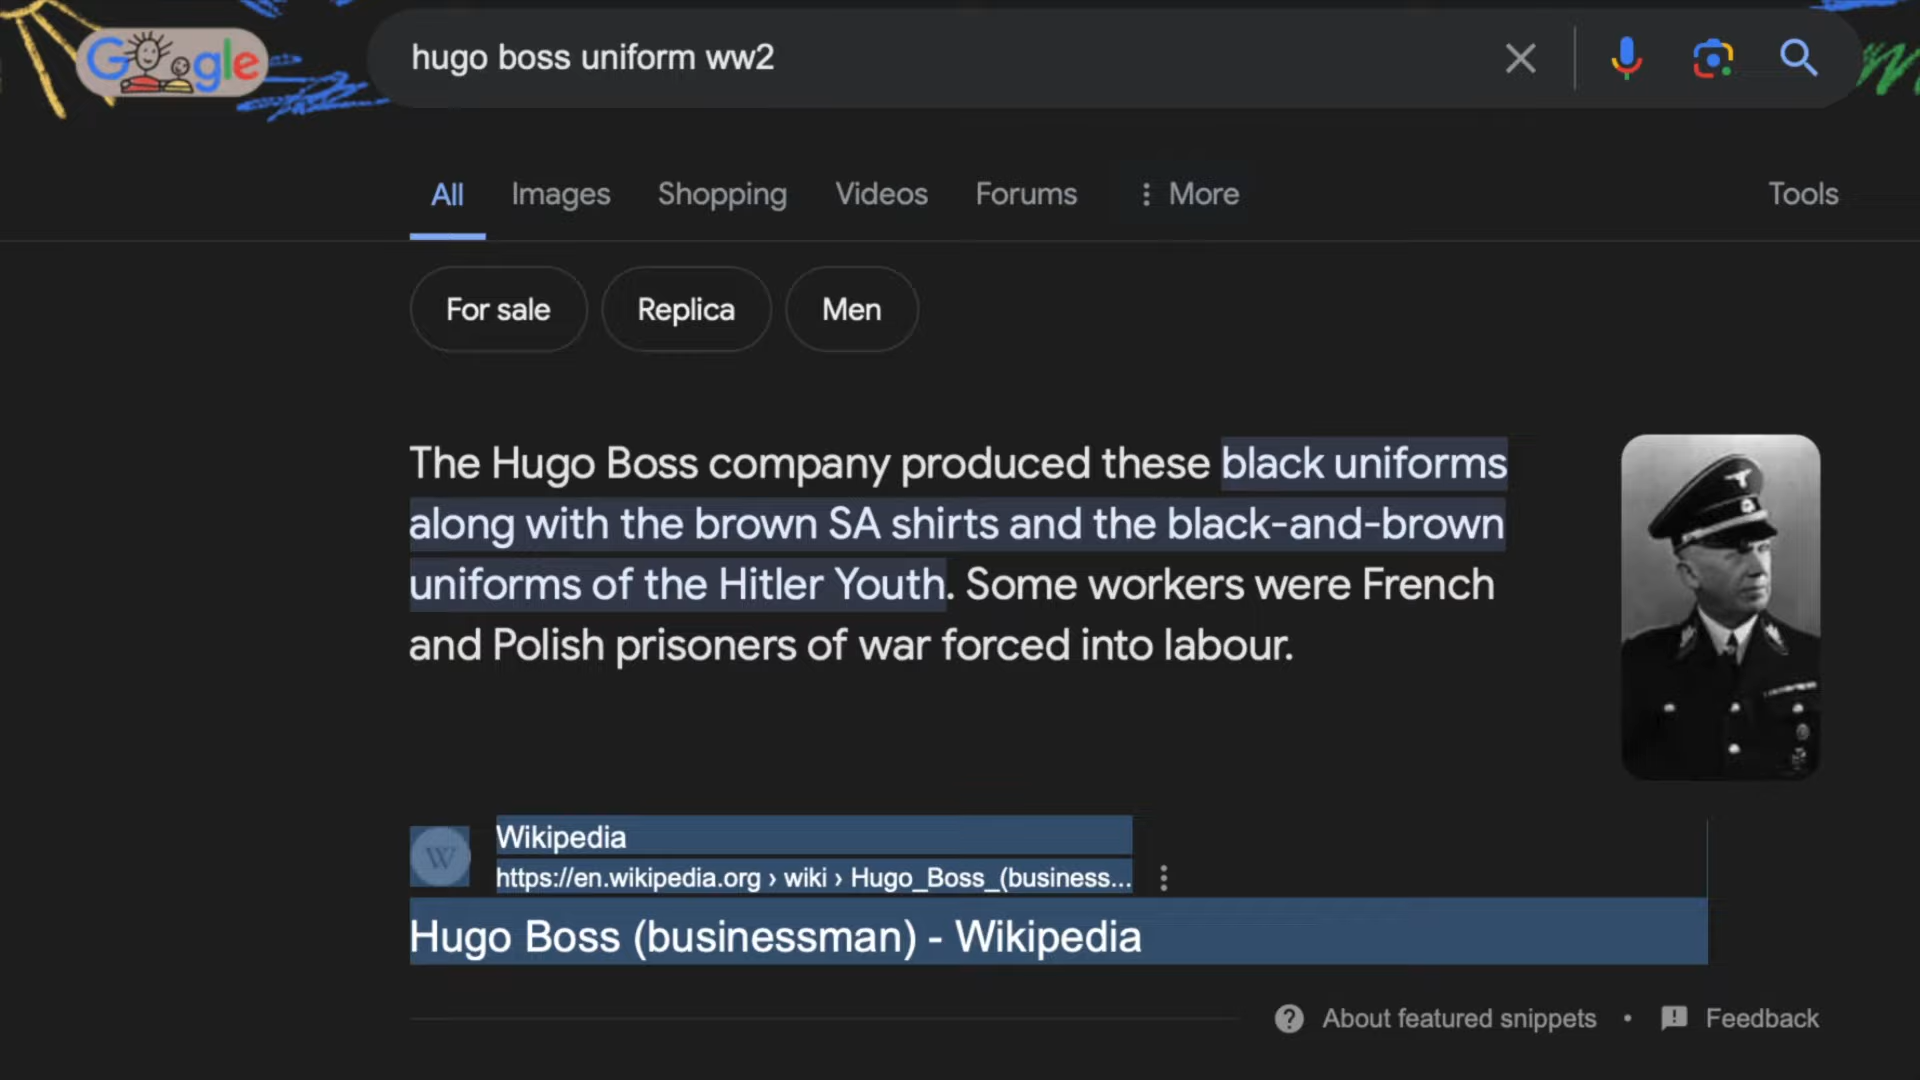 Google
hugo boss uniform ww2
All Images Shopping Videos Forums More Tools
For sale Replica Men
The Hugo Boss company produced these black uniforms
along with the brown SA shirts and the black-and-brown
uniforms of the Hitler Youth. Some workers were French
and Polish prisoners of war forced into labour.
W
Wikipedia
https://en.wikipedia.org › wiki › Hugo_Boss_(business...
Hugo Boss (businessman) - Wikipedia
About featured snippets • Feedback